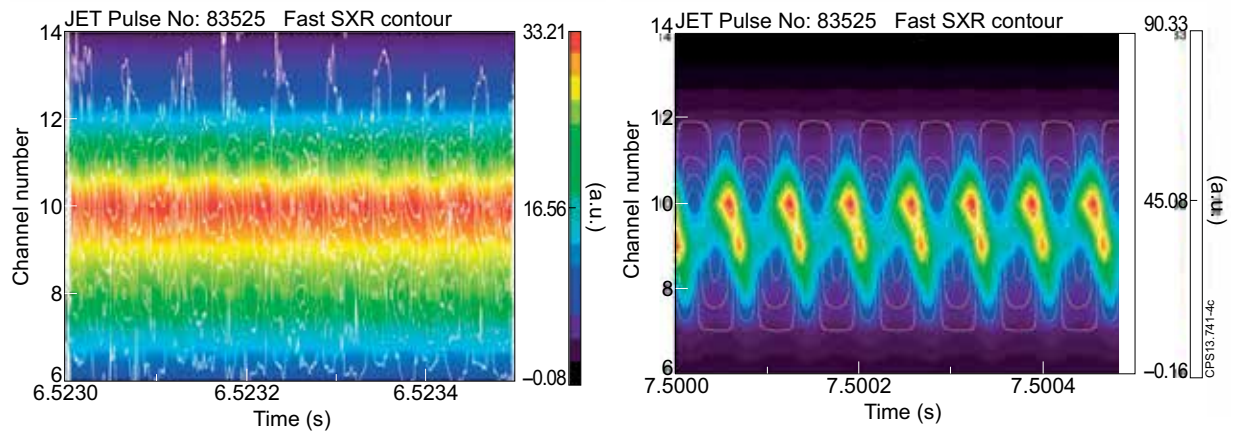 JET Pulse No: 83525 Fast SXR contour
14
12
10
8
6
Channel number
6.5230
6.5232
6.5234
Time (s)
33.21
16.56
–0.08
(a.u.)
JET Pulse No: 83525 Fast SXR contour
14
12
10
8
6
Channel number
7.5000
7.5002
7.5004
Time (s)
90.33
45.08
–0.16
(a.u.)
CPS13.741-4c